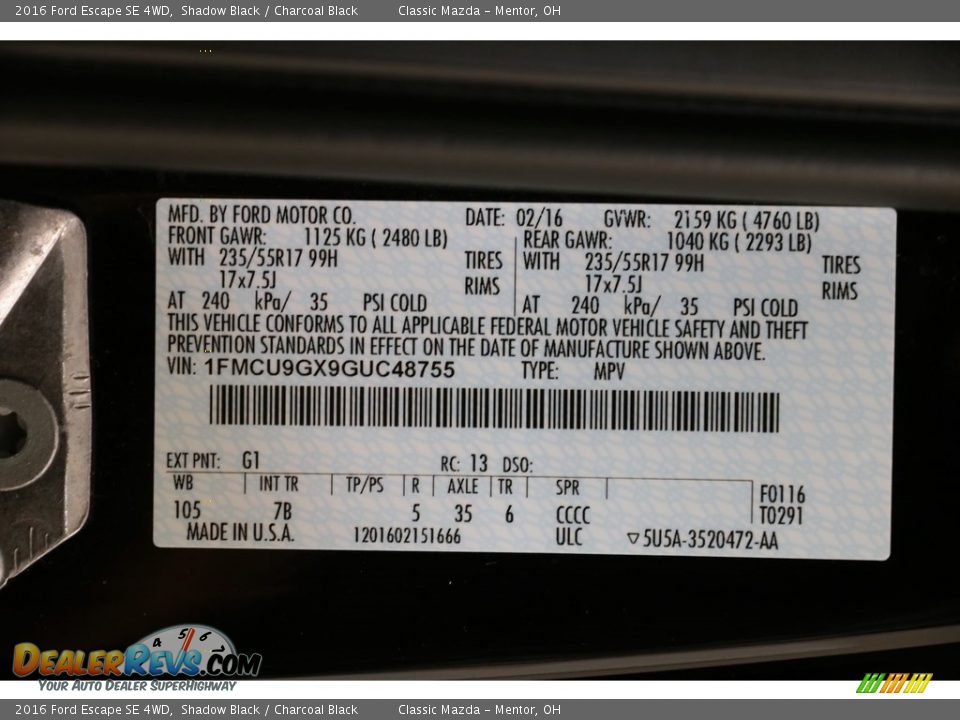 2016 Ford Escape SE 4WD, Shadow Black / Charcoal Black Classic Mazda – Mentor, OH
MFD. BY FORD MOTOR CO. DATE: 02/16 GVWR: 2159 KG ( 4760 LB)
FRONT GAWR: 1125 KG ( 2480 LB) REAR GAWR: 1040 KG ( 2293 LB)
WITH 235/55R17 99H TIRES WITH 235/55R17 99H TIRES
17x7.5J RIMS 17x7.5J RIMS
AT 240 kPa/ 35 PSI COLD AT 240 kPa/ 35 PSI COLD
THIS VEHICLE CONFORMS TO ALL APPLICABLE FEDERAL MOTOR VEHICLE SAFETY AND THEFT
PREVENTION STANDARDS IN EFFECT ON THE DATE OF MANUFACTURE SHOWN ABOVE.
VIN: 1FMCU9GX9GUC48755 TYPE: MPV
EXT PNT: G1 RC: 13 DSO:
WB INT TR TP/PS R AXLE TR SPR F0116
105 7B 5 35 6 CCCC T0291
MADE IN U.S.A. 1201602151666 ULC ▽5U5A-3520472-AA
4 5 6
DEALERREVS.COM
YOUR AUTO DEALER SUPERHIGHWAY
2016 Ford Escape SE 4WD, Shadow Black / Charcoal Black Classic Mazda – Mentor, OH